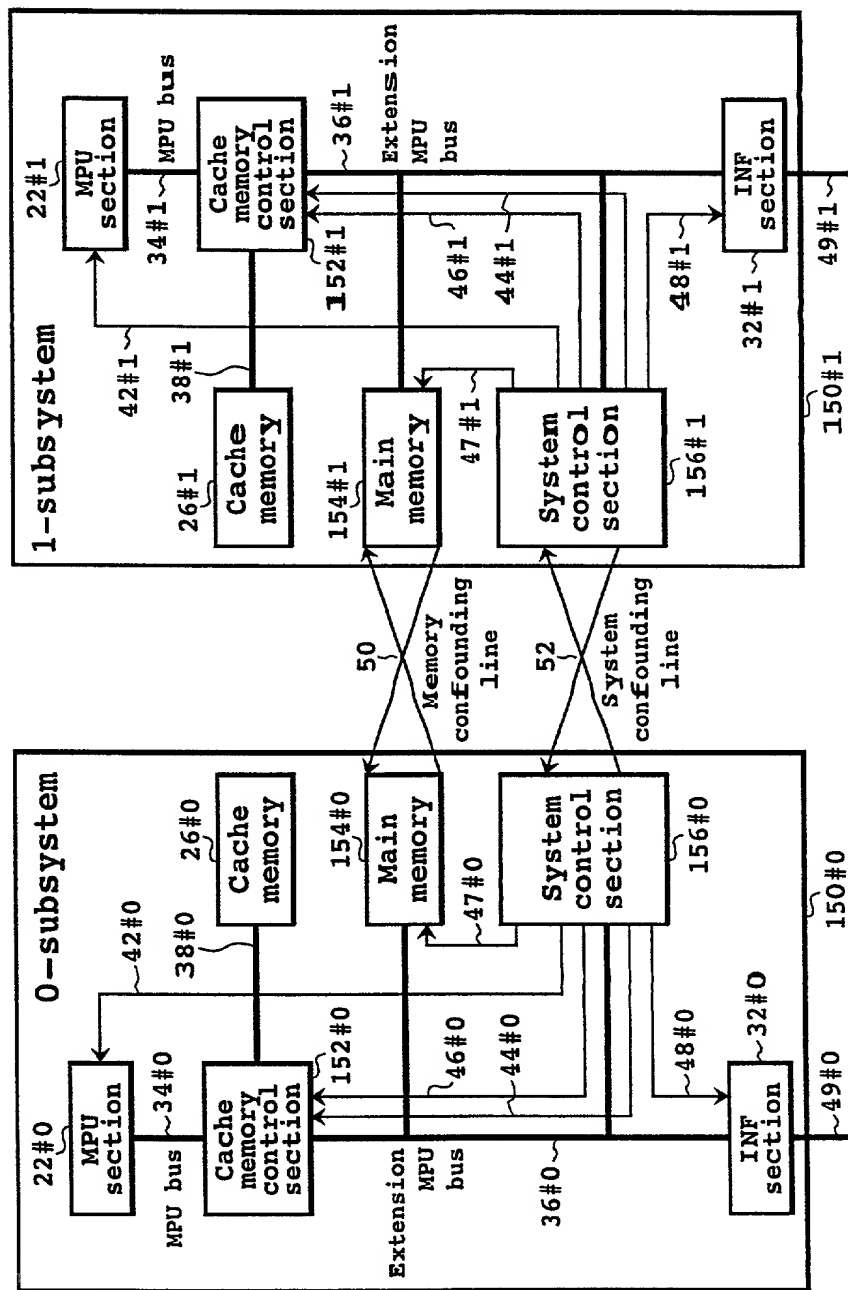 0-subsystem
22#0
MPU
section
34#0
MPU bus
42#0
Cache
memory
control
section
152#0
38#0
Cache
memory
26#0
Extension
MPU
bus
46#0
44#0
36#0
Main
memory
154#0
47#0
System
control
section
156#0
48#0
INF
section
32#0
49#0
150#0
50
Memory
confounding
line
52
System
confounding
line
1-subsystem
22#1
MPU
section
34#1
MPU bus
42#1
Cache
memory
control
section
152#1
38#1
Cache
memory
26#1
36#1
Extension
MPU
bus
46#1
44#1
Main
memory
154#1
47#1
System
control
section
156#1
48#1
INF
section
32#1
49#1
150#1